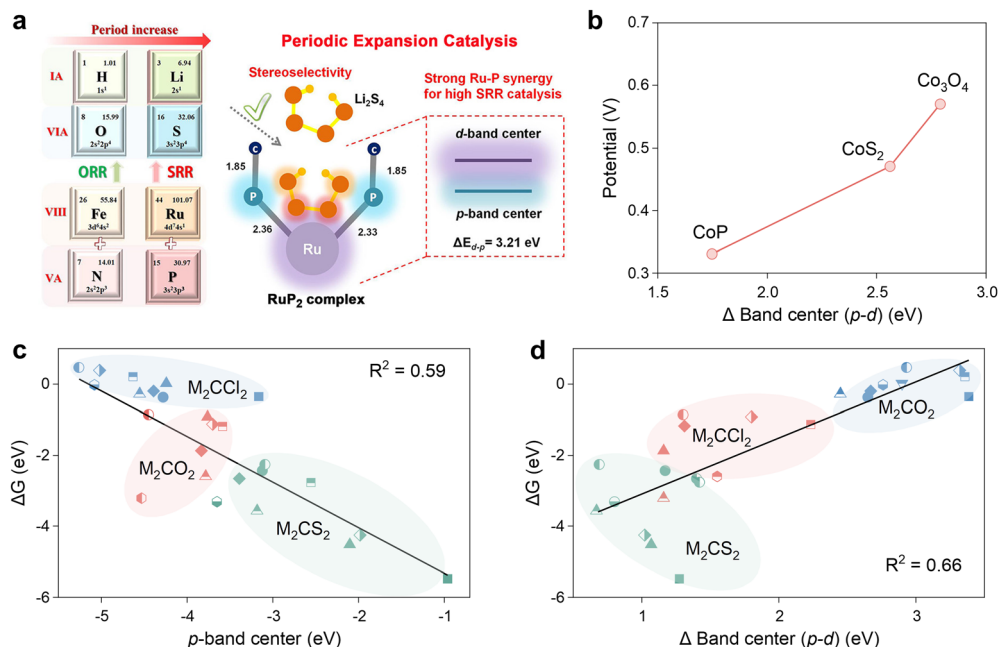 a
Period increase
Periodic Expansion Catalysis
IA
1 1.01
H
1s¹
3 6.94
Li
2s¹
VIA
8 15.99
O
2s²2p⁴
16 32.06
S
3s²3p⁴
ORR
SRR
VIII
26 55.84
Fe
3d⁶4s²
44 101.07
Ru
4d⁷4s¹
VA
7 14.01
N
2s²2p³
15 30.97
P
3s²3p³
Stereoselectivity
Li₂S₄
C
C
1.85
1.85
P
P
2.36
2.33
Ru
RuP₂ complex
Strong Ru-P synergy
for high SRR catalysis
d-band center
p-band center
ΔE_d-p = 3.21 eV
b
Potential (V)
0.6
0.5
0.4
0.3
CoP
CoS₂
Co₃O₄
1.5 2.0 2.5 3.0
Δ Band center (p-d) (eV)
c
R² = 0.59
ΔG (eV)
0
-2
-4
-6
M₂CCl₂
M₂CO₂
M₂CS₂
-5 -4 -3 -2 -1
p-band center (eV)
d
ΔG (eV)
0
-2
-4
-6
M₂CO₂
M₂CCl₂
M₂CS₂
R² = 0.66
1 2 3
Δ Band center (p-d) (eV)